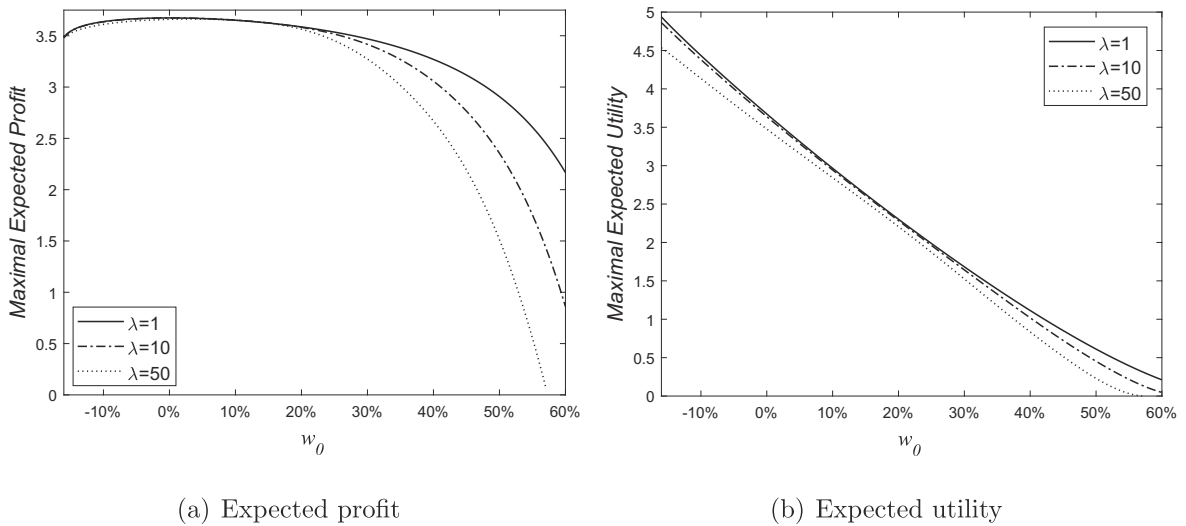 Maximal Expected Profit
3.5
3
2.5
2
1.5
1
0.5
0
λ=1
λ=10
λ=50
-10% 0% 10% 20% 30% 40% 50% 60%
w0
(a) Expected profit
Maximal Expected Utility
5
4.5
4
3.5
3
2.5
2
1.5
1
0.5
0
λ=1
λ=10
λ=50
-10% 0% 10% 20% 30% 40% 50% 60%
w0
(b) Expected utility